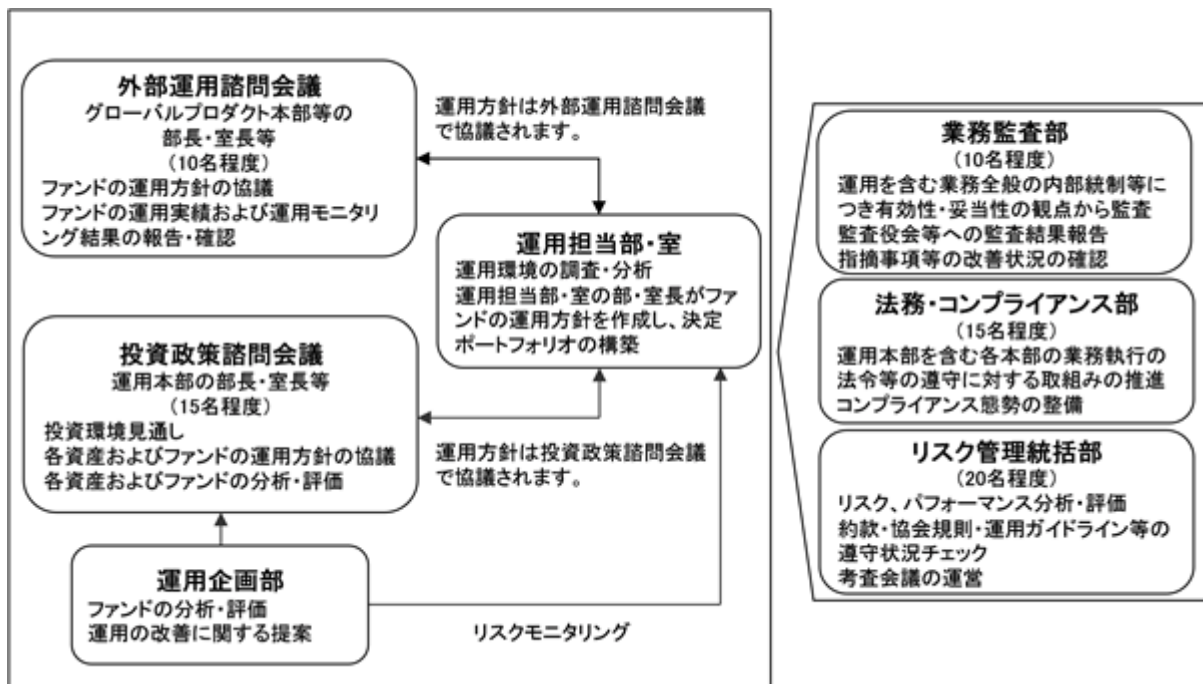 外部運用諮問会議
グローバルプロダクト本部等の
部長・室長等
（10名程度）
ファンドの運用方針の協議
ファンドの運用実績および運用モニタリ
ング結果の報告・確認
運用方針は外部運用諮問会議
で協議されます。
運用担当部・室
運用環境の調査・分析
運用担当部・室の部・室長がファ
ンドの運用方針を作成し、決定
ポートフォリオの構築
投資政策諮問会議
運用本部の部長・室長等
（15名程度）
投資環境見通し
各資産およびファンドの運用方針の協議
各資産およびファンドの分析・評価
運用方針は投資政策諮問会議
で協議されます。
運用企画部
ファンドの分析・評価
運用の改善に関する提案
リスクモニタリング
業務監査部
（10名程度）
運用を含む業務全般の内部統制等に
つき有効性・妥当性の観点から監査
監査役会等への監査結果報告
指摘事項等の改善状況の確認
法務・コンプライアンス部
（15名程度）
運用本部を含む各本部の業務執行の
法令等の遵守に対する取組みの推進
コンプライアンス態勢の整備
リスク管理統括部
（20名程度）
リスク、パフォーマンス分析・評価
約款・協会規則・運用ガイドライン等の
遵守状況チェック
考査会議の運営